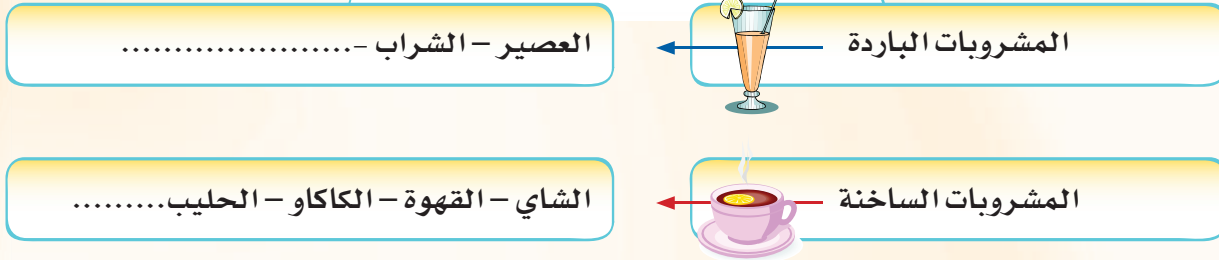 المشروبات الباردة
العصير – الشراب -......................
المشروبات الساخنة
الشاي – القهوة – الكاكاو – الحليب.........